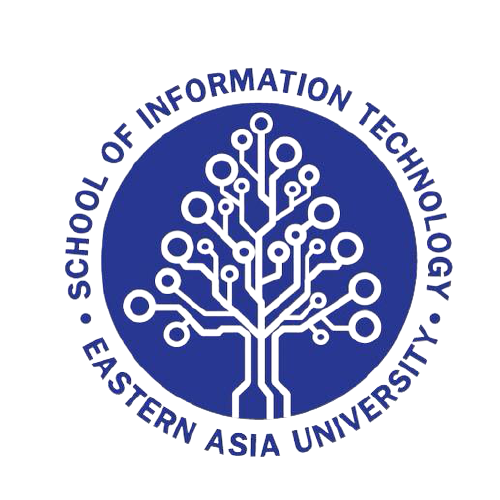 SCHOOL OF INFORMATION TECHNOLOGY
• EASTERN ASIA UNIVERSITY •